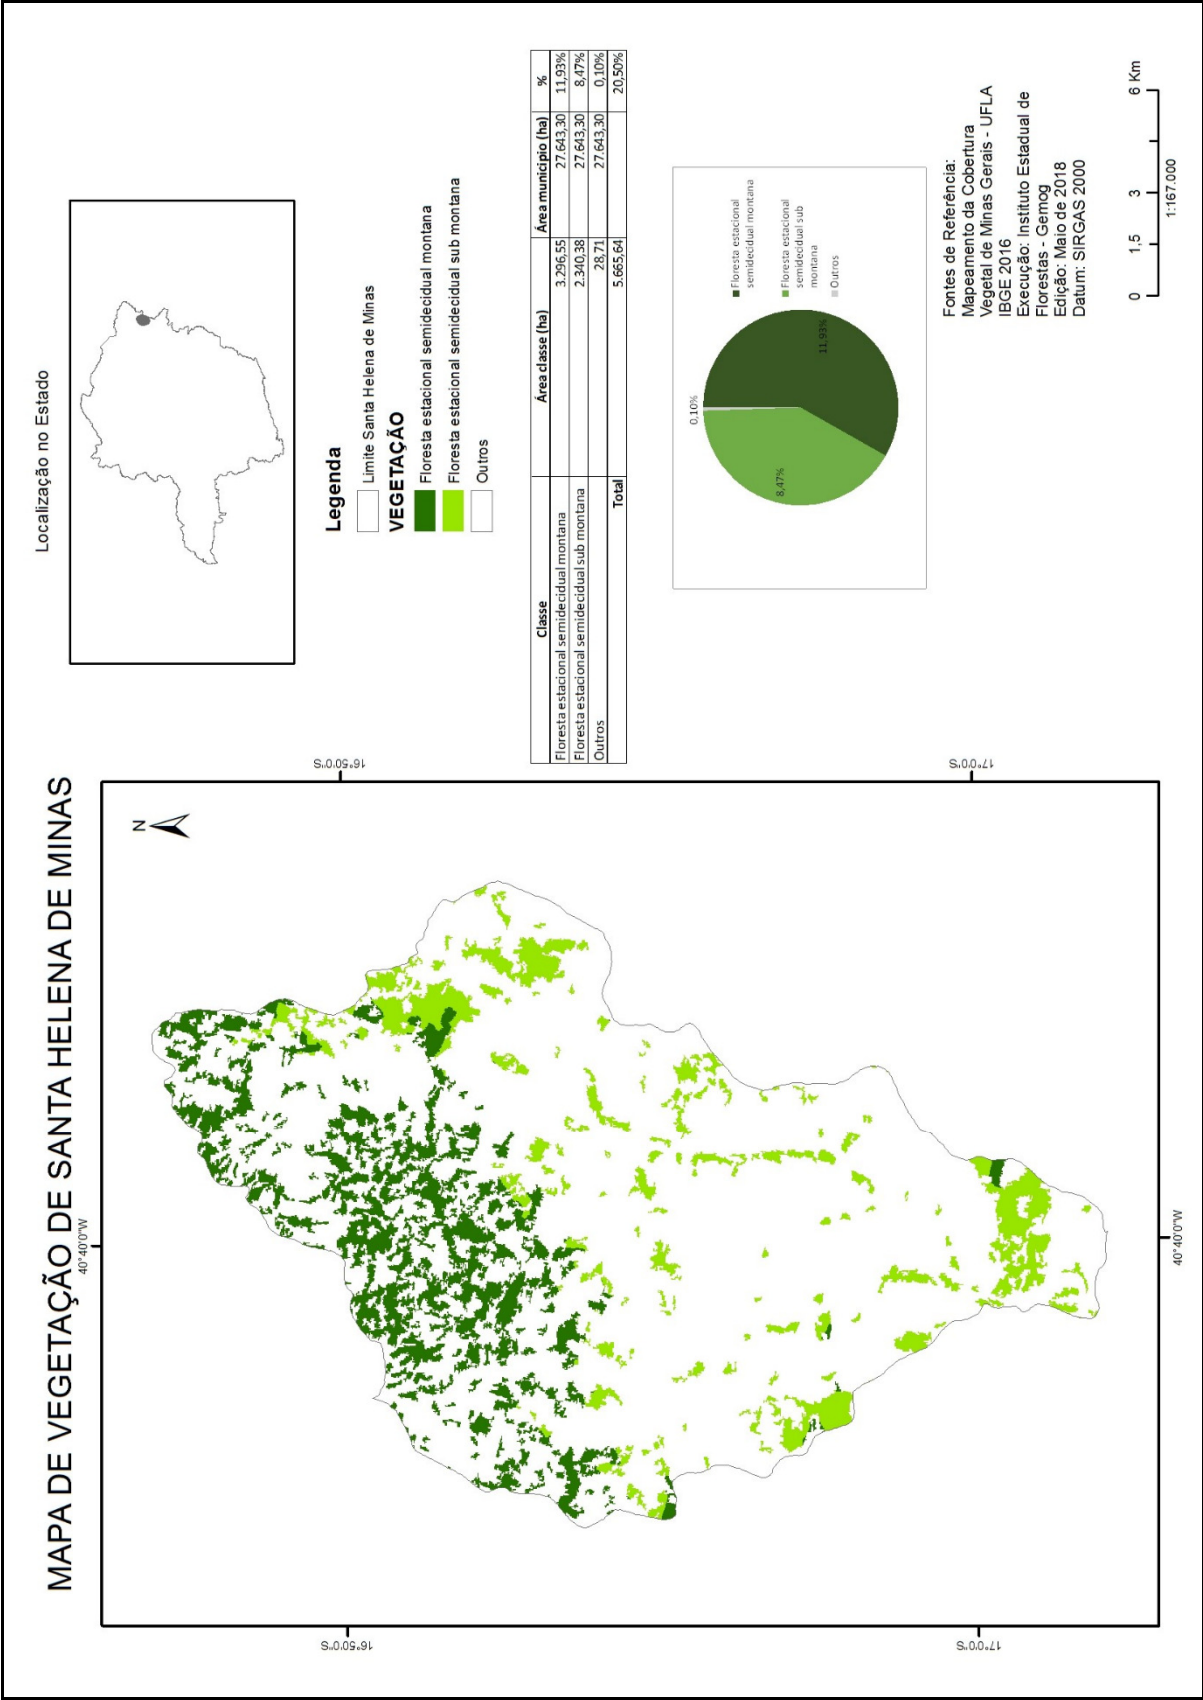 MAPA DE VEGETAÇÃO DE SANTA HELENA DE MINAS
40°40'0"W
16°50'0"S
17°0'0"S
N
16°50'0"S
17°0'0"S
40°40'0"W
Localização no Estado
Legenda
Limite Santa Helena de Minas
VEGETAÇÃO
Floresta estacional semidecidual montana
Floresta estacional semidecidual sub montana
Outros
Classe Área classe (ha) Área município (ha) %
Floresta estacional semidecidual montana 3.296,55 27.643,30 11,93%
Floresta estacional semidecidual sub montana 2.340,38 27.643,30 8,47%
Outros 28,71 27.643,30 0,10%
Total 5.665,64 20,50%
0,10%
8,47%
11,93%
Floresta estacional
semidecidual montana
Floresta estacional
semidecidual sub
montana
Outros
Fontes de Referência:
Mapeamento da Cobertura
Vegetal de Minas Gerais - UFLA
IBGE 2016
Execução: Instituto Estadual de
Florestas - Gemog
Edição: Maio de 2018
Datum: SIRGAS 2000
0 1,5 3 6 Km
1:167.000